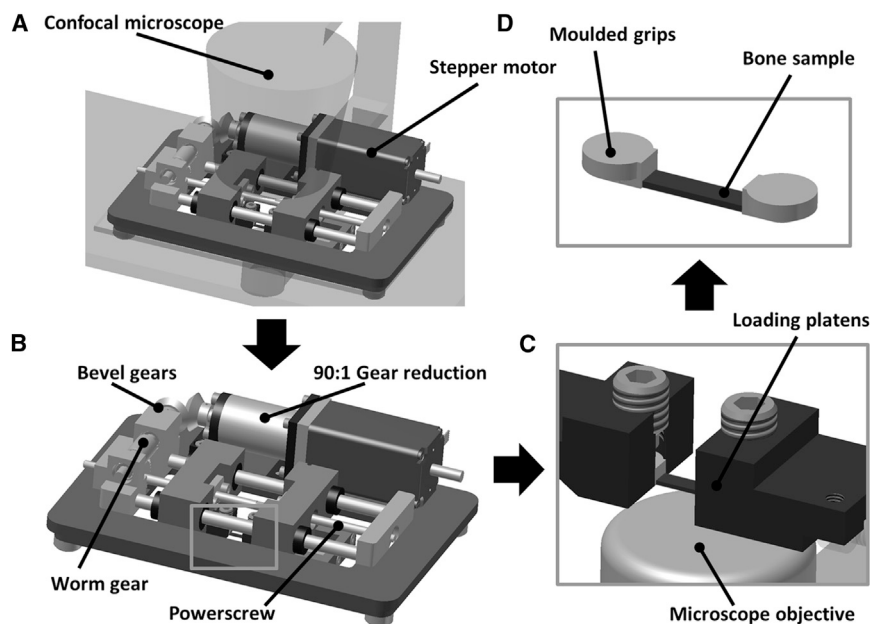 A
Confocal microscope
Stepper motor
D
Moulded grips
Bone sample
B
Bevel gears
90:1 Gear reduction
Worm gear
Powerscrew
C
Loading platens
Microscope objective